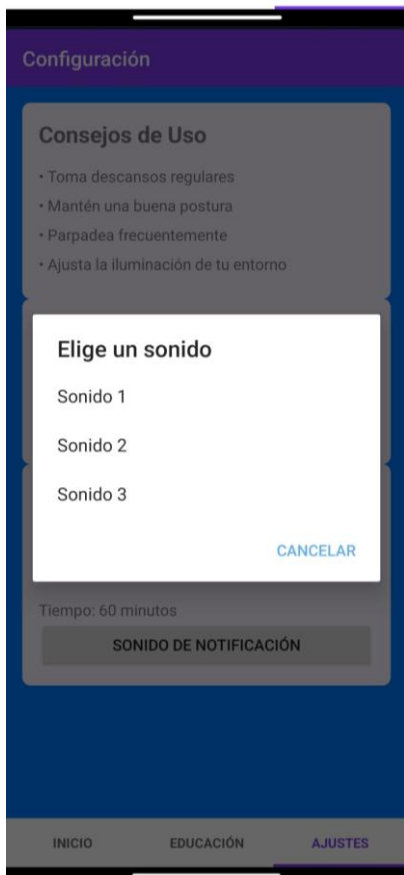 Configuración
Consejos de Uso
• Toma descansos regulares
• Mantén una buena postura
• Parpadea frecuentemente
• Ajusta la iluminación de tu entorno
Elige un sonido
Sonido 1
Sonido 2
Sonido 3
CANCELAR
Tiempo: 60 minutos
SONIDO DE NOTIFICACIÓN
INICIO EDUCACIÓN AJUSTES